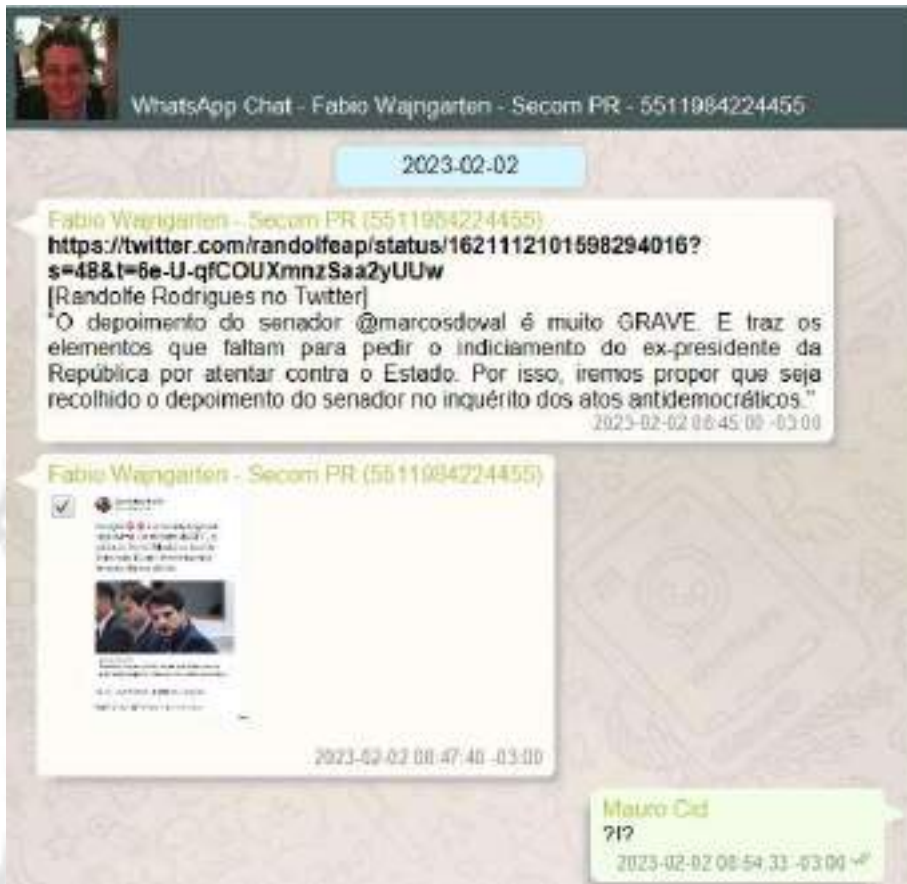 WhatsApp Chat - Fabio Wajngarten - Secom PR - 5511984224455
2023-02-02
Fabio Wajngarten - Secom PR (5511984224455)
https://twitter.com/randolfeap/status/1621112101598294016?
s=48&t=6e-U-qfCOUXmnzSaa2yUUw
[Randolfe Rodrigues no Twitter]
"O depoimento do senador @marcosdoval é muito GRAVE. E traz os
elementos que faltam para pedir o indiciamento do ex-presidente da
República por atentar contra o Estado. Por isso, iremos propor que seja
recolhido o depoimento do senador no inquérito dos atos antidemocráticos."
2023-02-02 08:45:00 -03:00
Fabio Wajngarten - Secom PR (5511984224455)
2023-02-02 08:47:40 -03:00
Mauro Cid
?!?
2023-02-02 08:54:33 -03:00